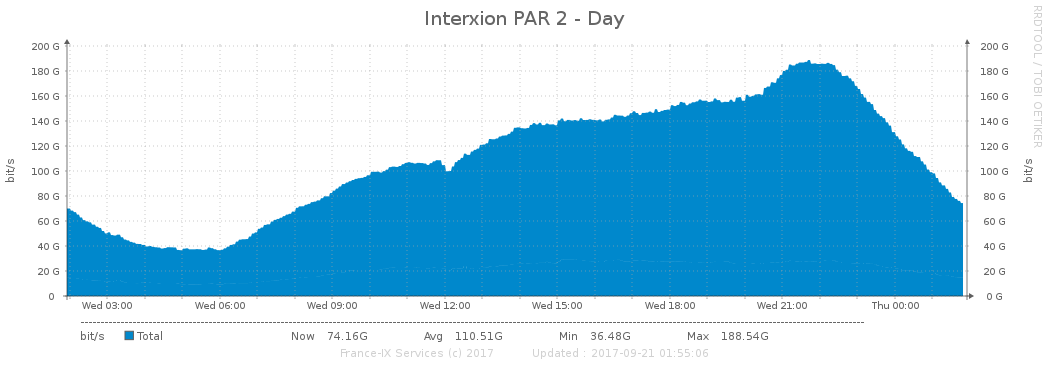 Interxion PAR 2 - Day
RRDTOOL / TOBI OETIKER
200 G 200 G
180 G 180 G
160 G 160 G
140 G 140 G
120 G 120 G
100 G 100 G
80 G 80 G
60 G 60 G
40 G 40 G
20 G 20 G
0 0 G
bit/s bit/s
Wed 03:00 Wed 06:00 Wed 09:00 Wed 12:00 Wed 15:00 Wed 18:00 Wed 21:00 Thu 00:00
bit/s Total Now 74.16G Avg 110.51G Min 36.48G Max 188.54G
France-IX Services (c) 2017 Updated : 2017-09-21 01:55:06